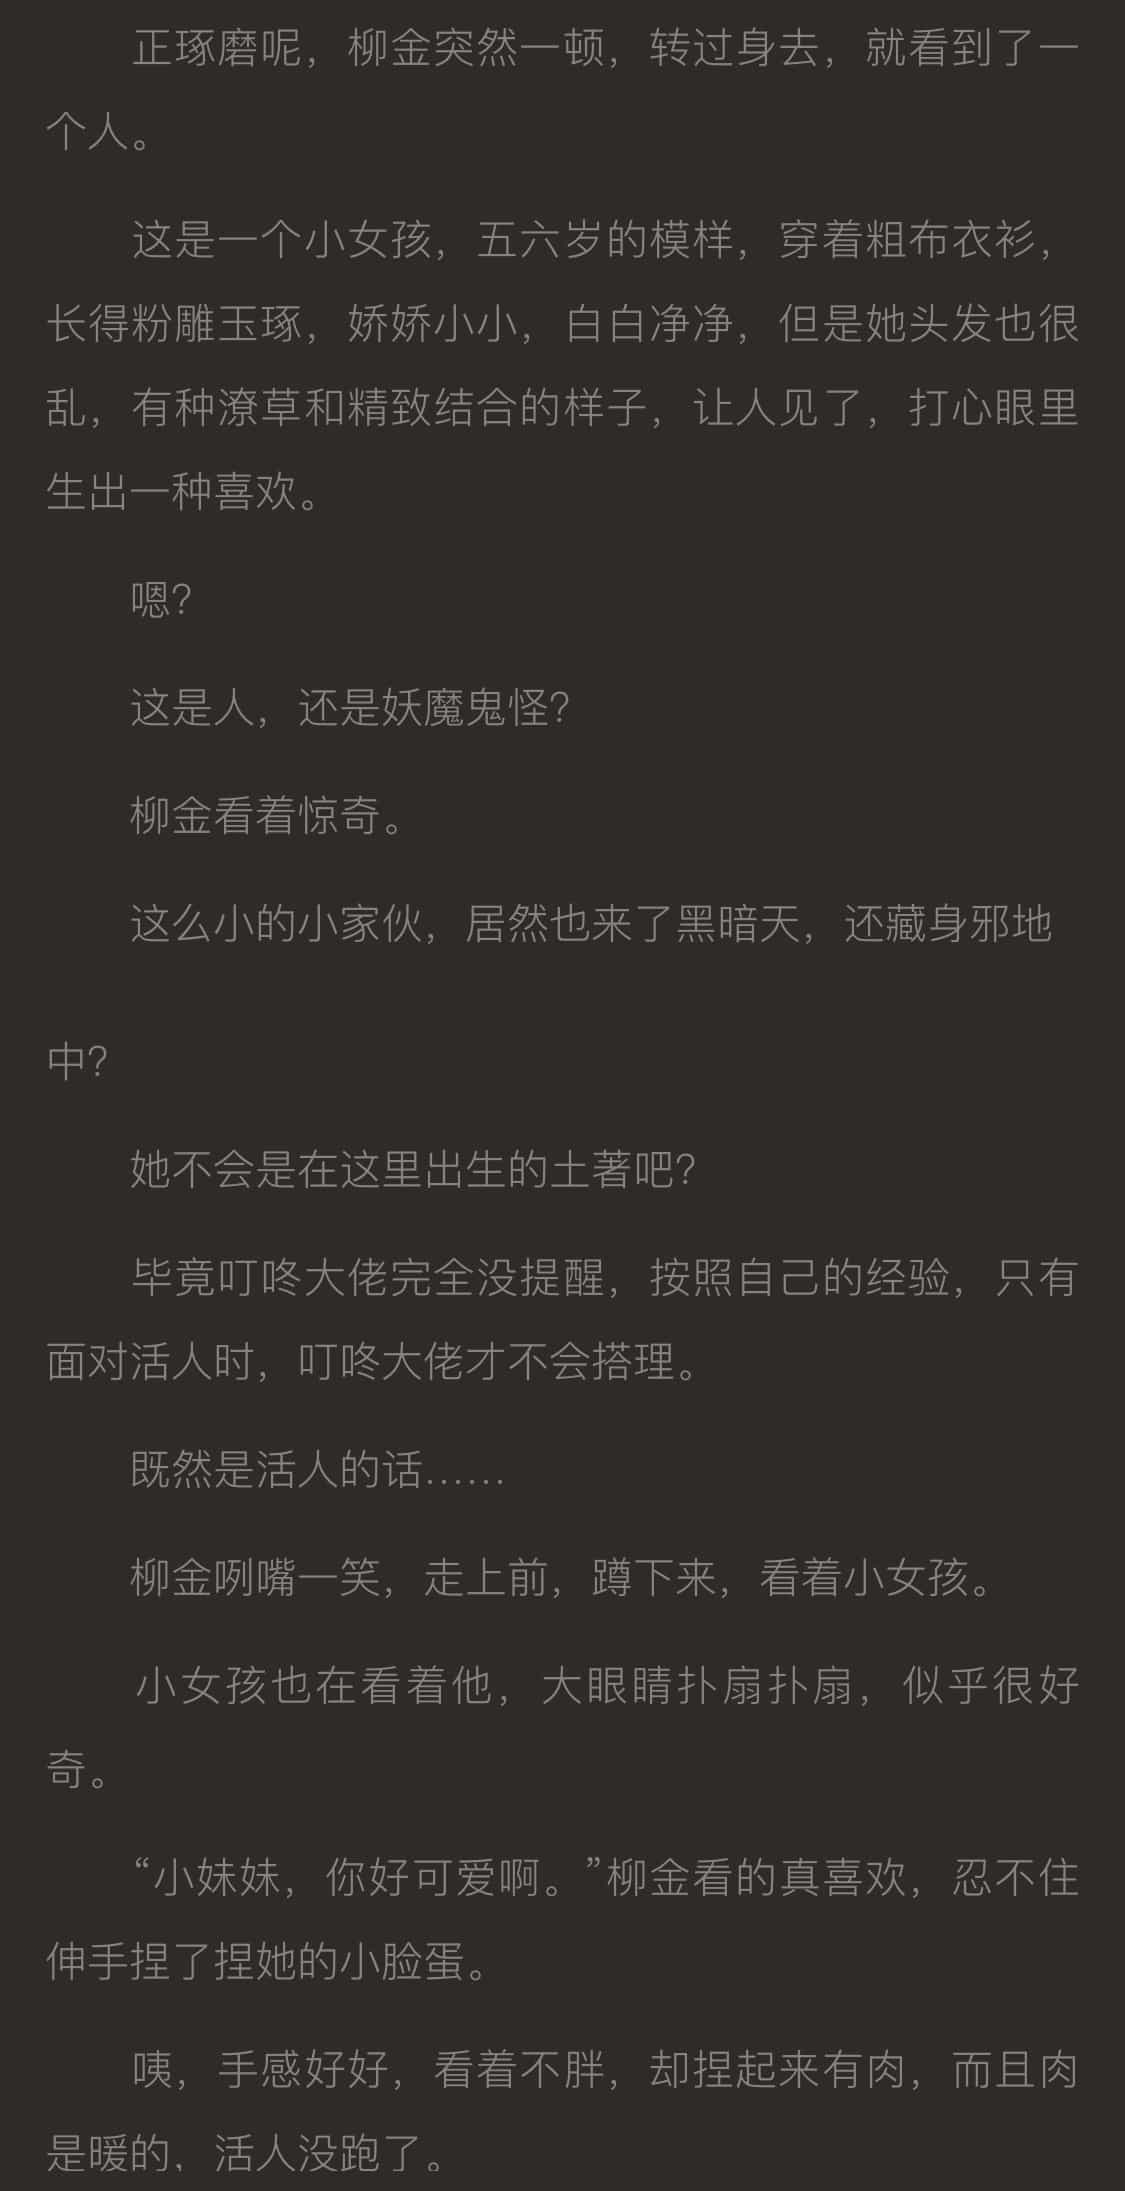 正琢磨呢，柳金突然一顿，转过身去，就看到了一
个人。
这是一个小女孩，五六岁的模样，穿着粗布衣衫，
长得粉雕玉琢，娇娇小小，白白净净，但是她头发也很
乱，有种潦草和精致结合的样子，让人见了，打心眼里
生出一种喜欢。
嗯？
这是人，还是妖魔鬼怪？
柳金看着惊奇。
这么小的小家伙，居然也来了黑暗天，还藏身邪地
中？
她不会是在这里出生的土著吧？
毕竟叮咚大佬完全没提醒，按照自己的经验，只有
面对活人时，叮咚大佬才不会搭理。
既然是活人的话……
柳金咧嘴一笑，走上前，蹲下来，看着小女孩。
小女孩也在看着他，大眼睛扑扇扑扇，似乎很好
奇。
“小妹妹，你好可爱啊。”柳金看的真喜欢，忍不住
伸手捏了捏她的小脸蛋。
咦，手感好好，看着不胖，却捏起来有肉，而且肉
是暖的，活人没跑了。